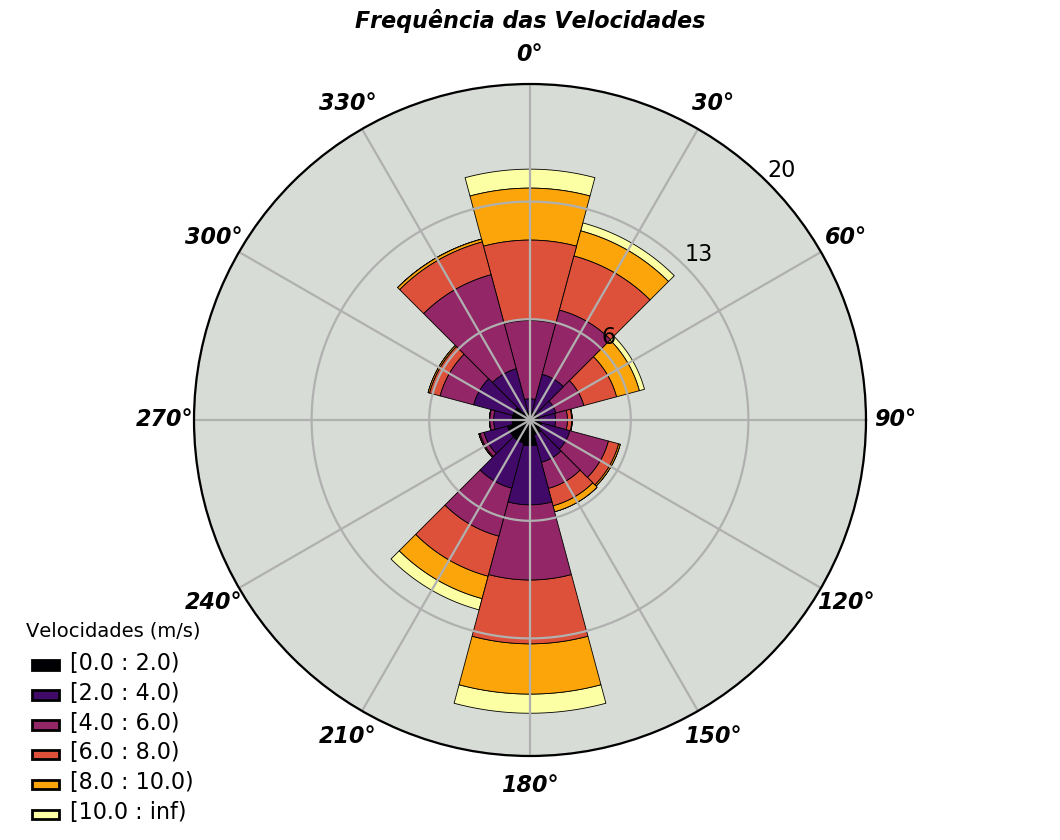 Frequência das Velocidades
0°
330°
30°
20
300°
60°
13
6
270°
90°
240°
120°
Velocidades (m/s)
[0.0 : 2.0)
[2.0 : 4.0)
[4.0 : 6.0)
210°
150°
[6.0 : 8.0)
180°
[8.0 : 10.0)
[10.0 : inf)